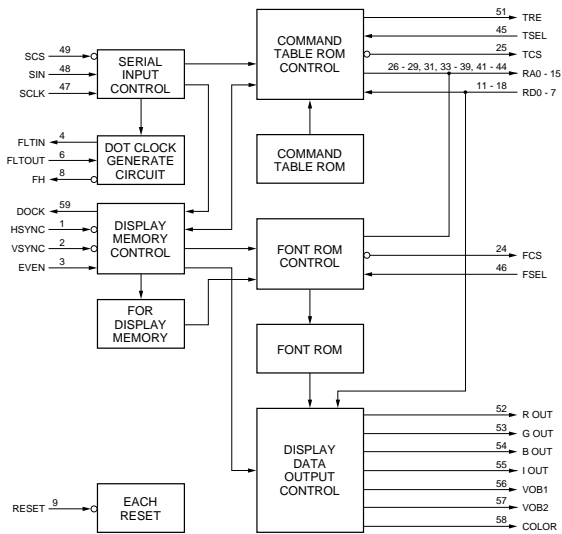 SCS 49
SIN 48
SCLK 47
SERIAL
INPUT
CONTROL
COMMAND
TABLE ROM
CONTROL
51 TRE
45 TSEL
25 TCS
26 - 29, 31, 33 - 39, 41 - 44 RA0 - 15
11 - 18 RD0 - 7
FLTIN 4
FLTOUT 6
FH 8
DOT CLOCK
GENERATE
CIRCUIT
COMMAND
TABLE ROM
DOCK 59
HSYNC 1
VSYNC 2
EVEN 3
DISPLAY
MEMORY
CONTROL
FONT ROM
CONTROL
24 FCS
46 FSEL
FOR
DISPLAY
MEMORY
FONT ROM
DISPLAY
DATA
OUTPUT
CONTROL
52 R OUT
53 G OUT
54 B OUT
55 I OUT
56 VOB1
57 VOB2
58 COLOR
RESET 9
EACH
RESET